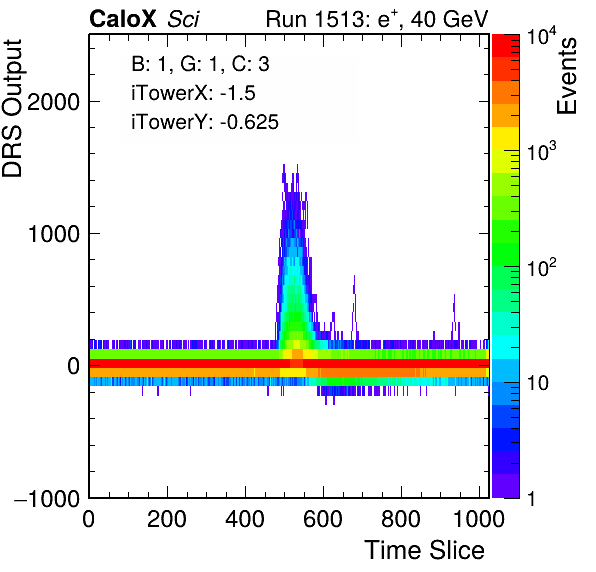 CaloX Sci Run 1513: e+, 40 GeV
B: 1, G: 1, C: 3
iTowerX: -1.5
iTowerY: -0.625
DRS Output
2000
1000
0
−1000
0 200 400 600 800 1000
Time Slice
Events
10^4
10^3
10^2
10
1